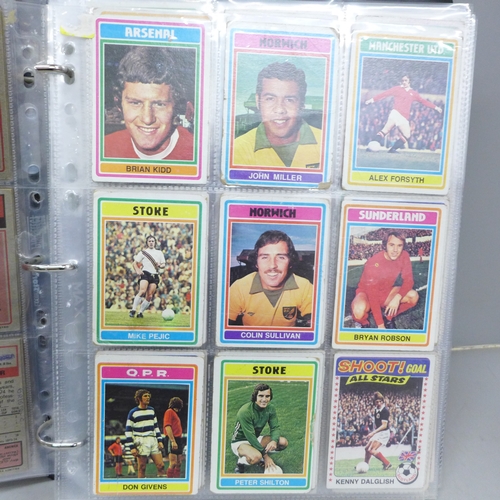 ARSENAL
BRIAN KIDD
NORWICH
JOHN MILLER
MANCHESTER UTD
ALEX FORSYTH
STOKE
MIKE PEJIC
NORWICH
COLIN SULLIVAN
SUNDERLAND
BRYAN ROBSON
Q.P.R.
DON GIVENS
STOKE
PETER SHILTON
SHOOT! GOAL
ALL STARS
KENNY DALGLISH